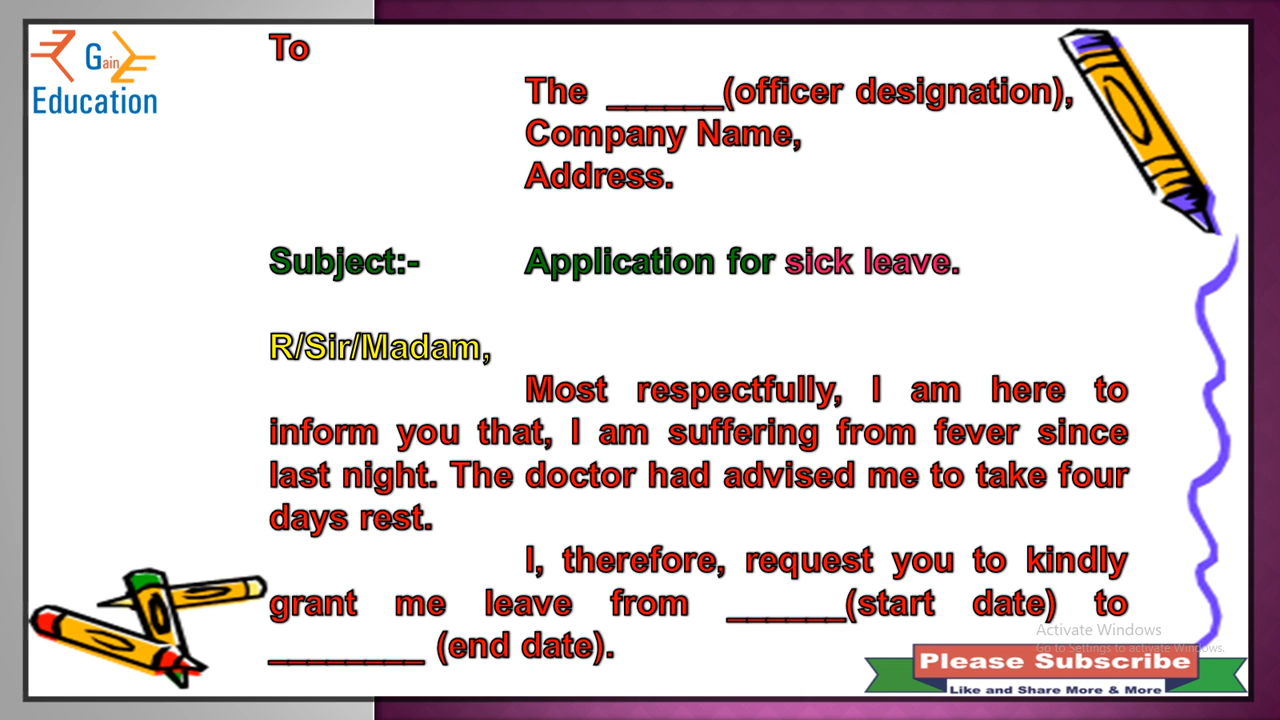 Gain
Education
To
The ______(officer designation),
Company Name,
Address.
Subject:- Application for sick leave.
R/Sir/Madam,
Most respectfully, I am here to
inform you that, I am suffering from fever since
last night. The doctor had advised me to take four
days rest.
I, therefore, request you to kindly
grant me leave from ______(start date) to
________ (end date).
Activate Windows
Go to Settings to activate Windows.
Please Subscribe
Like and Share More & More